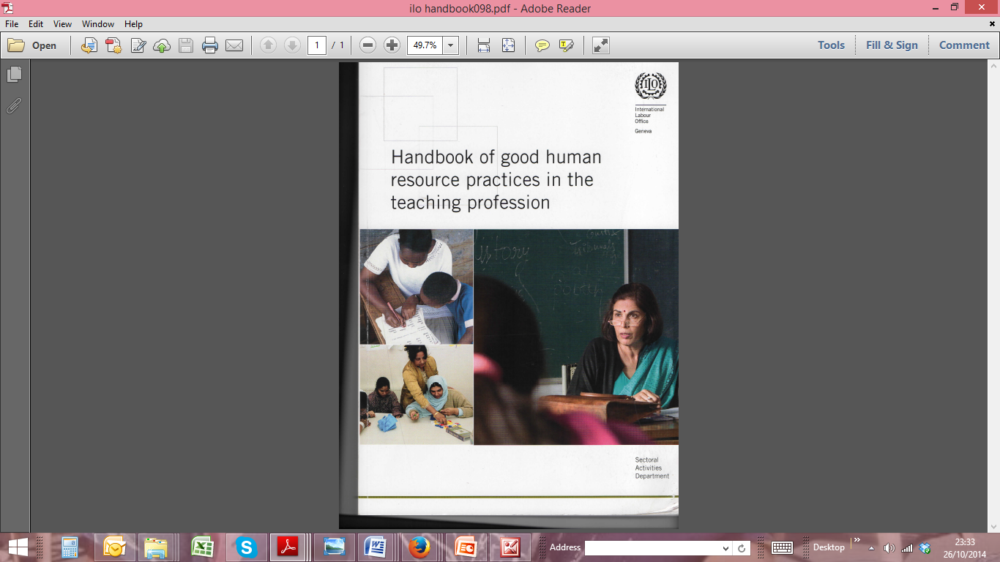 ilo handbook098.pdf - Adobe Reader
File Edit View Window Help
Open 1 / 1 49.7% Tools Fill & Sign Comment
ILO
International
Labour
Office
Geneva
Handbook of good human
resource practices in the
teaching profession
Sectoral
Activities
Department
Address Desktop 23:33
26/10/2014